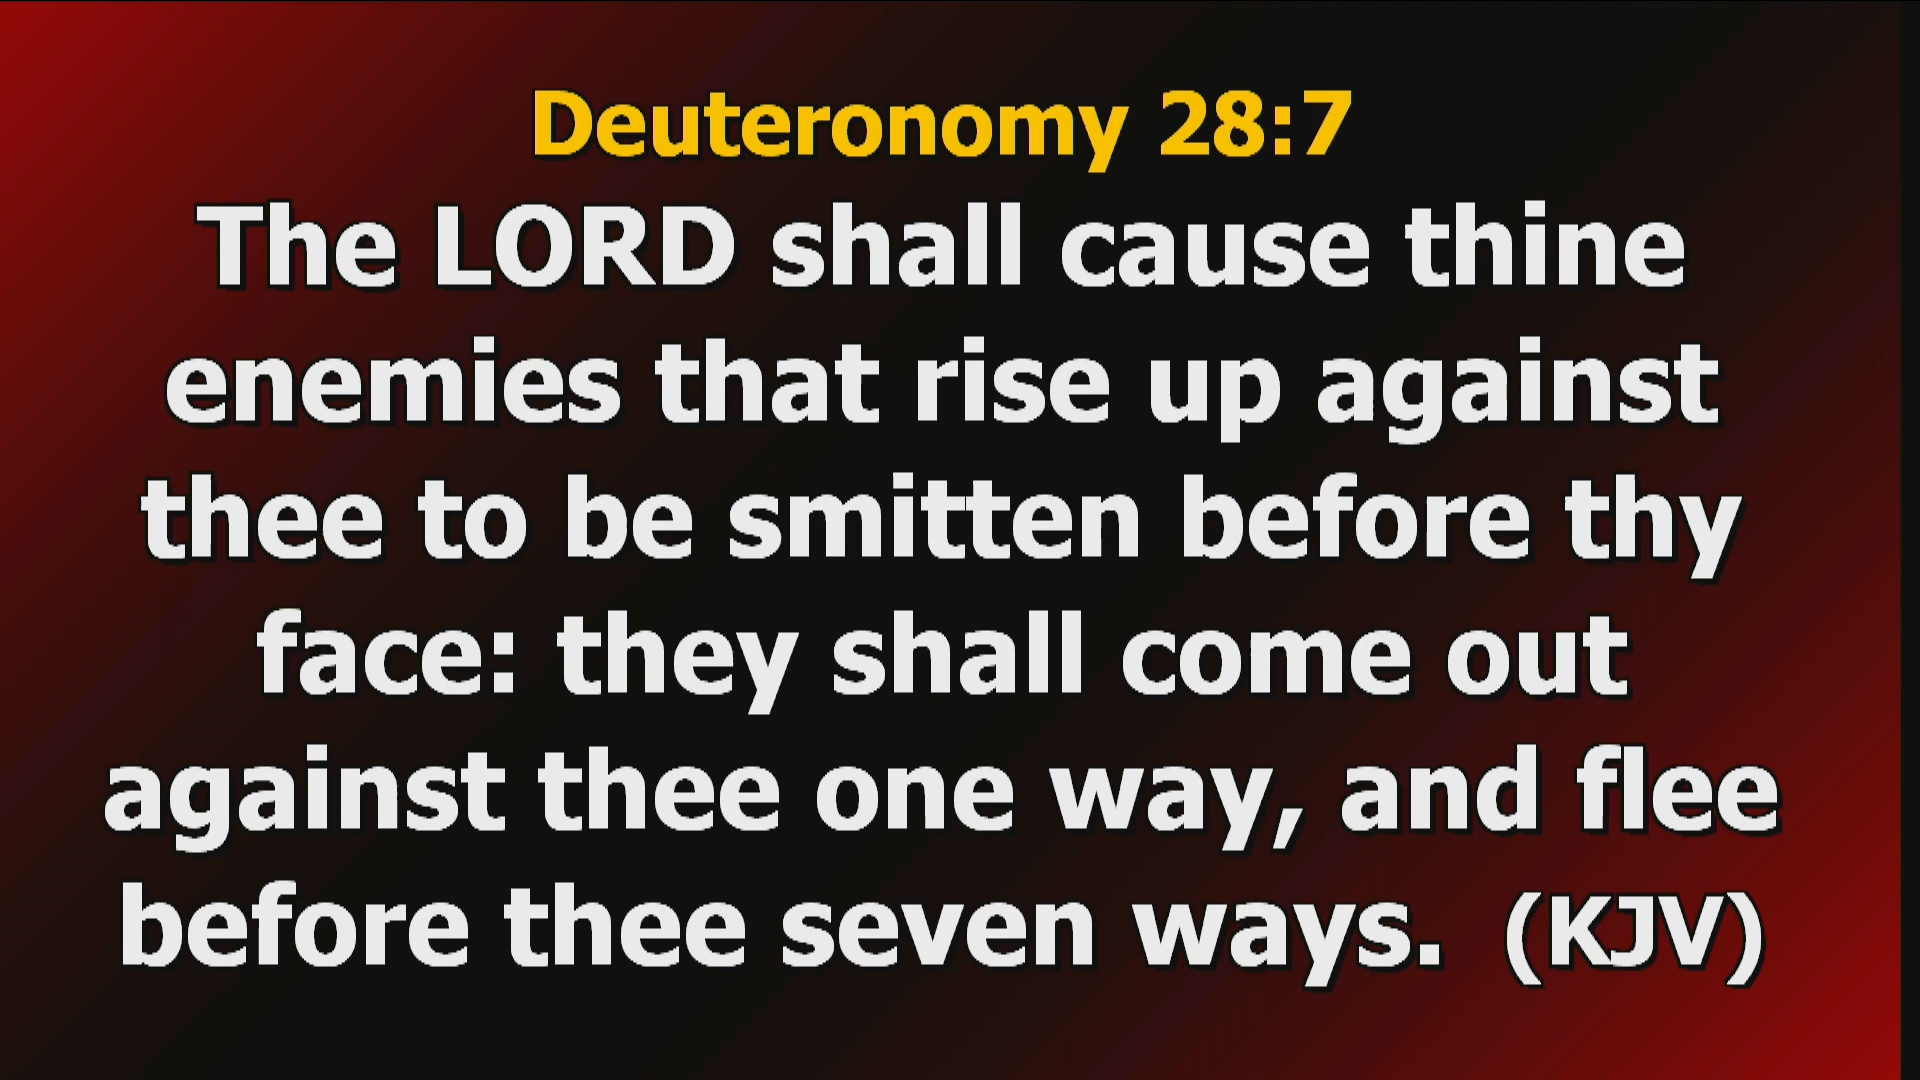 Deuteronomy 28:7
The LORD shall cause thine
enemies that rise up against
thee to be smitten before thy
face: they shall come out
against thee one way, and flee
before thee seven ways. (KJV)